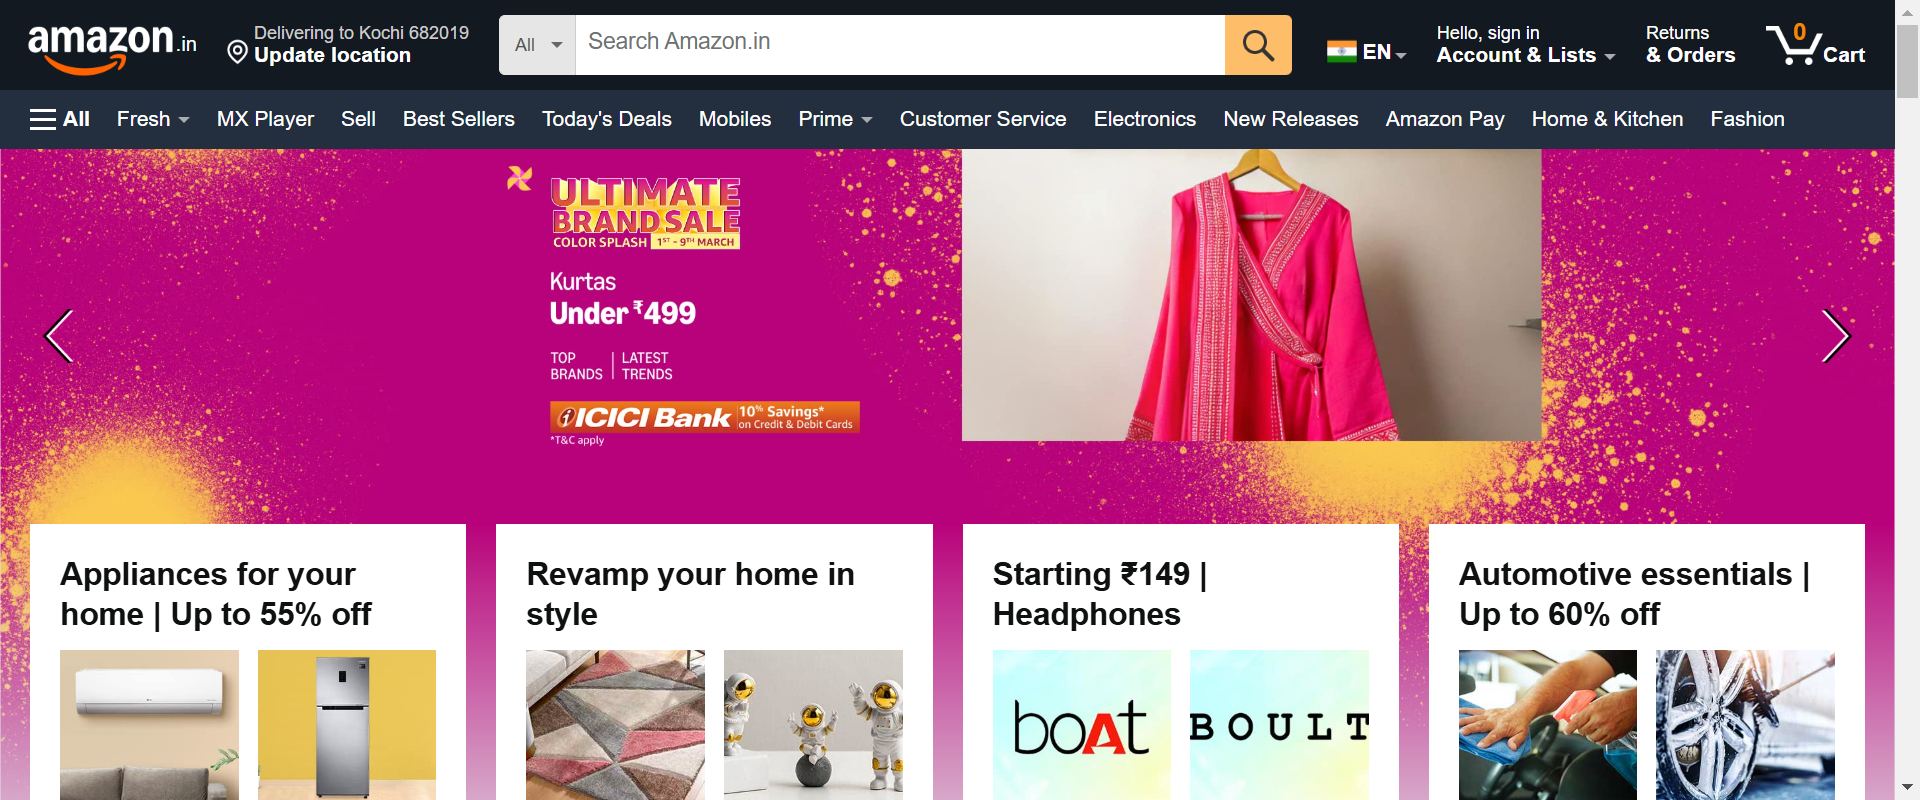 amazon.in
Delivering to Kochi 682019
Update location
All
Search Amazon.in
EN
Hello, sign in
Account & Lists
Returns
& Orders
0
Cart
All
Fresh
MX Player
Sell
Best Sellers
Today's Deals
Mobiles
Prime
Customer Service
Electronics
New Releases
Amazon Pay
Home & Kitchen
Fashion
ULTIMATE
BRAND SALE
COLOR SPLASH 1ST - 9TH MARCH
Kurtas
Under ₹499
TOP
BRANDS
LATEST
TRENDS
ICICI Bank
10% Savings*
on Credit & Debit Cards
*T&C apply
Appliances for your
home | Up to 55% off
Revamp your home in
style
Starting ₹149 |
Headphones
boAt
BOULT
Automotive essentials |
Up to 60% off